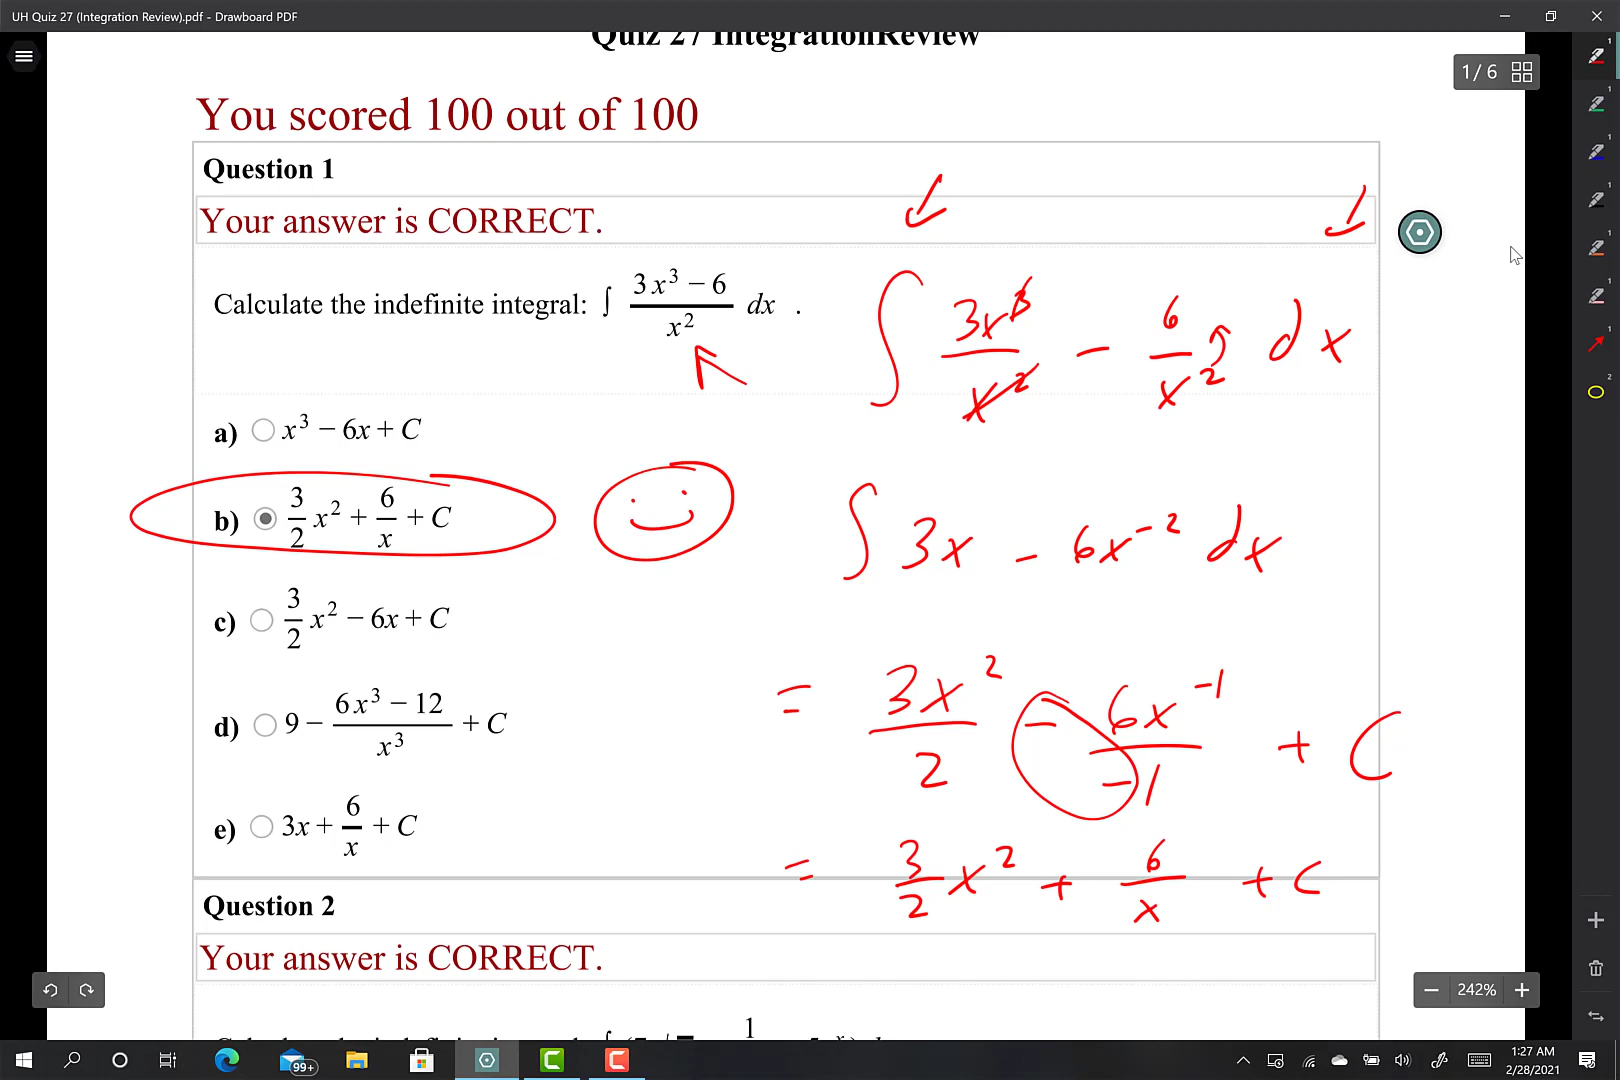 UH Quiz 27 (Integration Review).pdf - Drawboard PDF
Quiz 27 IntegrationReview
1 / 6
You scored 100 out of 100
Question 1
Your answer is CORRECT.
Calculate the indefinite integral: ∫ (3x³ − 6)/x² dx .
∫ 3x³/x² − 6/x² dx
a) x³ − 6x + C
b) 3/2 x² + 6/x + C
∫ 3x − 6x⁻² dx
c) 3/2 x² − 6x + C
= 3x²/2 − 6x⁻¹/−1 + C
d) 9 − (6x³ − 12)/x³ + C
e) 3x + 6/x + C
= 3/2 x² + 6/x + C
Question 2
Your answer is CORRECT.
242%
99+
1:27 AM
2/28/2021